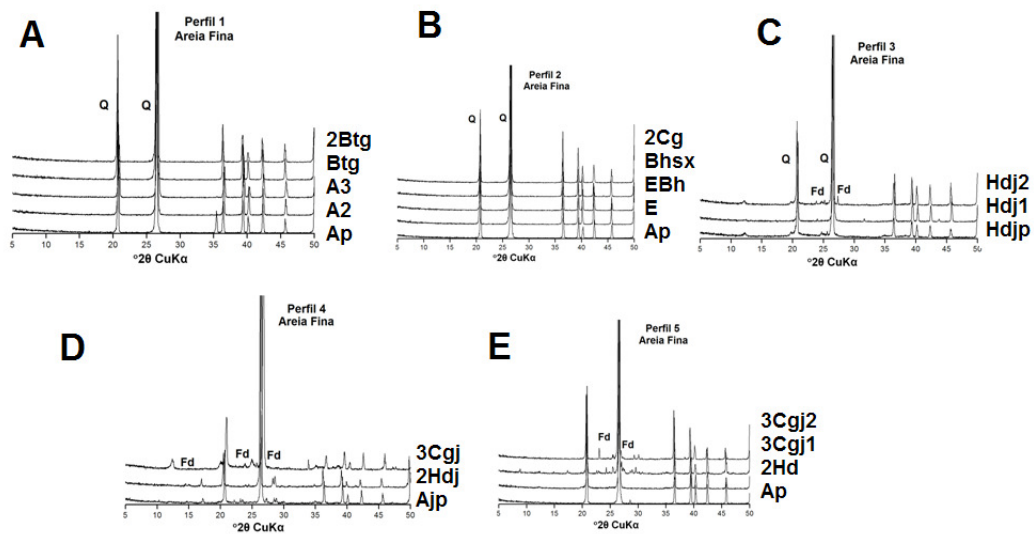 A
Perfil 1
Areia Fina
Q
Q
2Btg
Btg
A3
A2
Ap
5 10 15 20 25 30 35 40 45 50
°2θ CuKα
B
Perfil 2
Areia Fina
Q
Q
2Cg
Bhsx
EBh
E
Ap
5 10 15 20 25 30 35 40 45 50
°2θ CuKα
C
Perfil 3
Areia Fina
Q
Q
Fd
Fd
Hdj2
Hdj1
Hdjp
5 10 15 20 25 30 35 40 45 50
°2θ CuKα
D
Perfil 4
Areia Fina
Fd
Fd
Fd
3Cgj
2Hdj
Ajp
5 10 15 20 25 30 35 40 45 50
°2θ CuKα
E
Perfil 5
Areia Fina
Fd
Fd
3Cgj2
3Cgj1
2Hd
Ap
5 10 15 20 25 30 35 40 45 50
°2θ CuKα